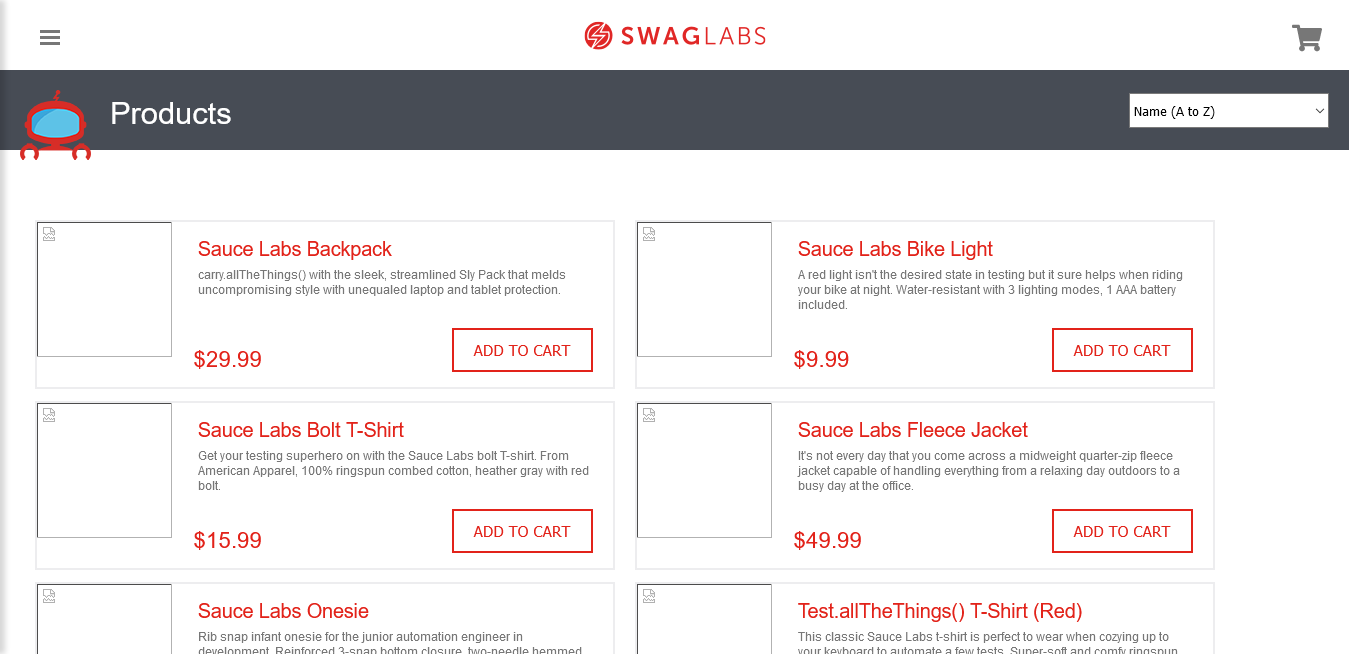 SWAGLABS
Products
Name (A to Z)
Sauce Labs Backpack
carry.allTheThings() with the sleek, streamlined Sly Pack that melds
uncompromising style with unequaled laptop and tablet protection.
$29.99
ADD TO CART
Sauce Labs Bike Light
A red light isn't the desired state in testing but it sure helps when riding
your bike at night. Water-resistant with 3 lighting modes, 1 AAA battery
included.
$9.99
ADD TO CART
Sauce Labs Bolt T-Shirt
Get your testing superhero on with the Sauce Labs bolt T-shirt. From
American Apparel, 100% ringspun combed cotton, heather gray with red
bolt.
$15.99
ADD TO CART
Sauce Labs Fleece Jacket
It's not every day that you come across a midweight quarter-zip fleece
jacket capable of handling everything from a relaxing day outdoors to a
busy day at the office.
$49.99
ADD TO CART
Sauce Labs Onesie
Rib snap infant onesie for the junior automation engineer in
development. Reinforced 3-snap bottom closure, two-needle hemmed
Test.allTheThings() T-Shirt (Red)
This classic Sauce Labs t-shirt is perfect to wear when cozying up to
your keyboard to automate a few tests. Super-soft and comfy ringspun